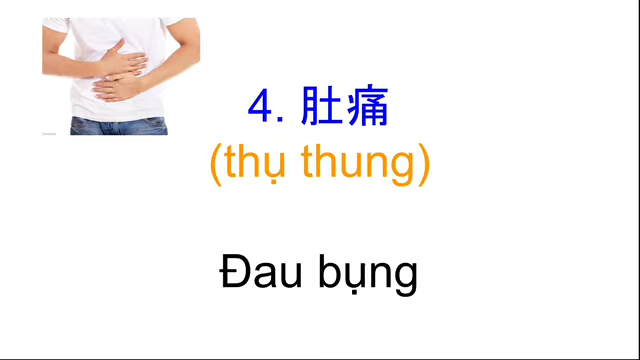 4. 肚痛
(thụ thung)
Đau bụng